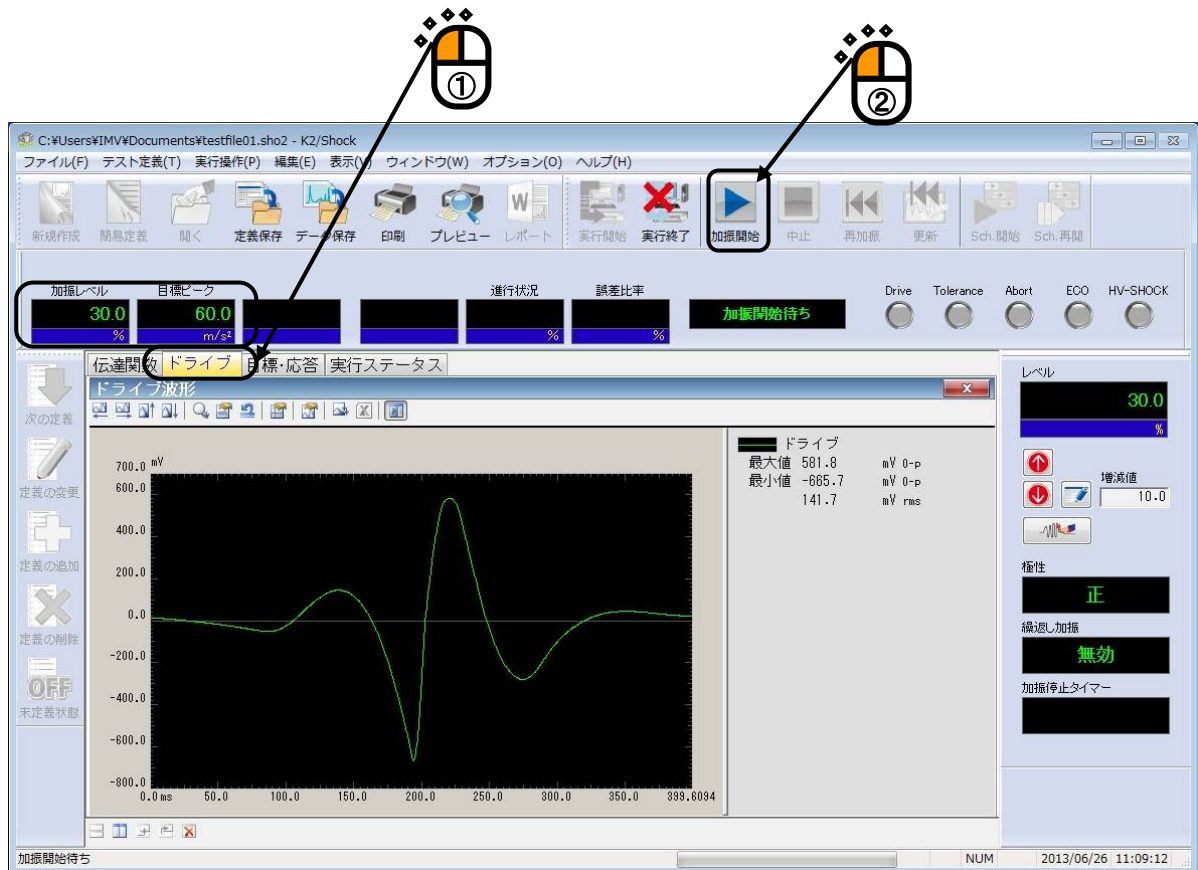 ①
②
C:¥Users¥IMV¥Documents¥testfile01.sho2 - K2/Shock
ファイル(F) テスト定義(T) 実行操作(P) 編集(E) 表示(V) ウィンドウ(W) オプション(O) ヘルプ(H)
新規作成 簡易定義 開く 定義保存 データ保存 印刷 プレビュー レポート 実行開始 実行終了 加振開始 中止 再加振 更新 Sch.開始 Sch.再開
加振レベル 目標ピーク 進行状況 誤差比率 Drive Tolerance Abort ECO HV-SHOCK
30.0 60.0 加振開始待ち
% m/s² % %
伝達関数 ドライブ 目標・応答 実行ステータス
ドライブ波形
次の定義
定義の変更
定義の追加
定義の削除
OFF
未定義状態
ドライブ
最大値 581.8 mV 0-p
最小値 -665.7 mV 0-p
141.7 mV rms
700.0 mV
600.0
400.0
200.0
0.0
-200.0
-400.0
-600.0
-800.0
0.0 ms 50.0 100.0 150.0 200.0 250.0 300.0 350.0 399.6094
レベル
30.0
%
増減値
10.0
極性
正
繰返し加振
無効
加振停止タイマー
加振開始待ち NUM 2013/06/26 11:09:12